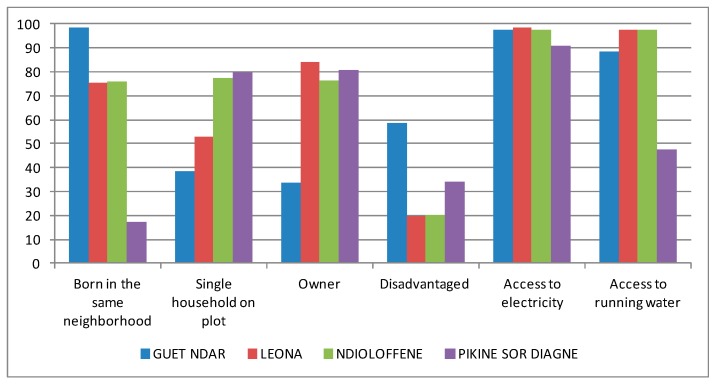 100
90
80
70
60
50
40
30
20
10
0
Born in the same neighborhood
Single household on plot
Owner
Disadvantaged
Access to electricity
Access to running water
GUET NDAR LEONA NDIOLOFFENE PIKINE SOR DIAGNE